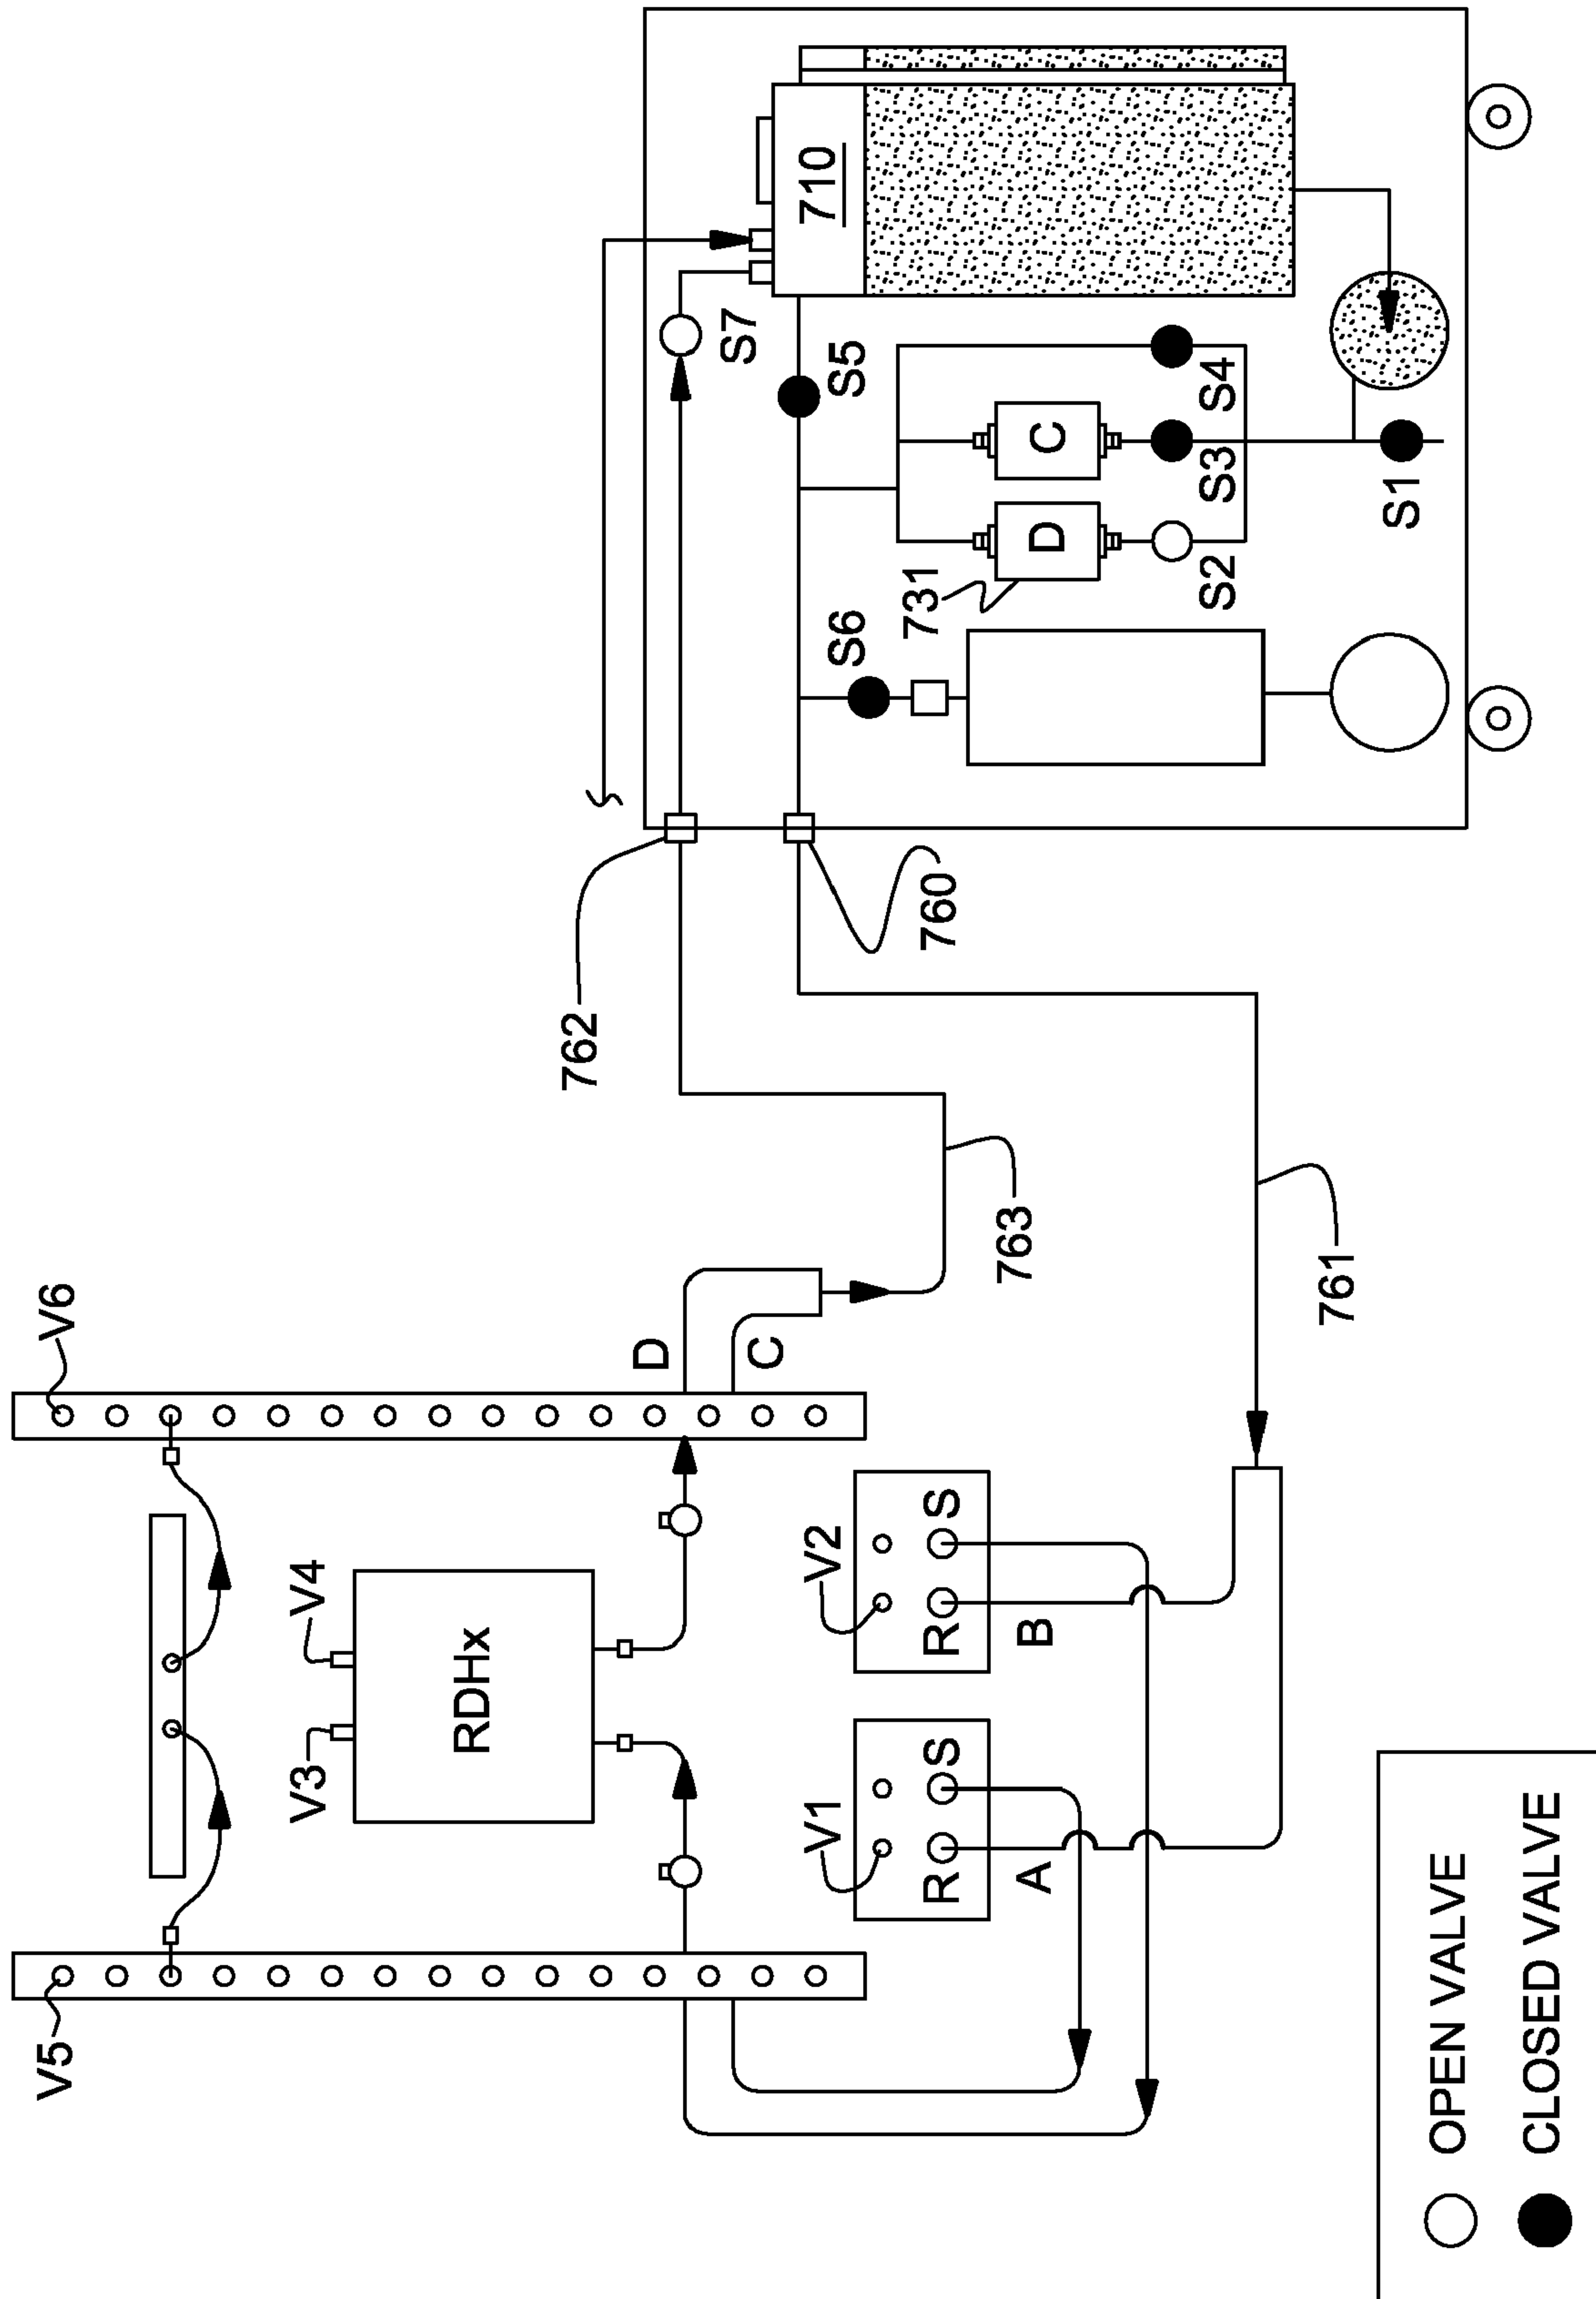 V5
V6
V3
V4
RDHx
D
C
V1
V2
R
S
R
S
A
B
763
761
762
760
S7
710
S5
S6
731
D
C
S2
S3
S4
S1
OPEN VALVE
CLOSED VALVE